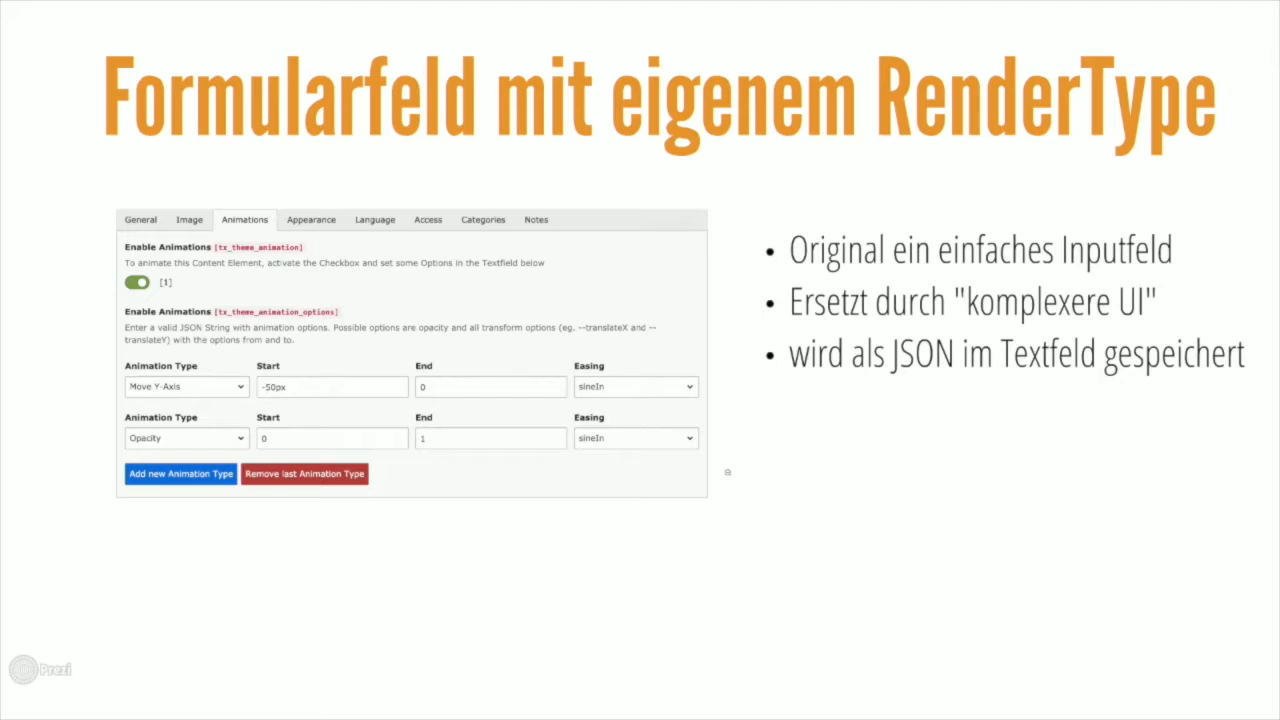 Formularfeld mit eigenem RenderType
General Image Animations Appearance Language Access Categories Notes
Enable Animations [tx_theme_animation]
To animate this Content Element, activate the Checkbox and set some Options in the Textfield below
[1]
Enable Animations [tx_theme_animation_options]
Enter a valid JSON String with animation options. Possible options are opacity and all transform options (eg. --translateX and --
translateY) with the options from and to.
Animation Type Start End Easing
Move Y-Axis -50px 0 sineIn
Animation Type Start End Easing
Opacity 0 1 sineIn
Add new Animation Type Remove last Animation Type
• Original ein einfaches Inputfeld
• Ersetzt durch "komplexere UI"
• wird als JSON im Textfeld gespeichert
Prezi